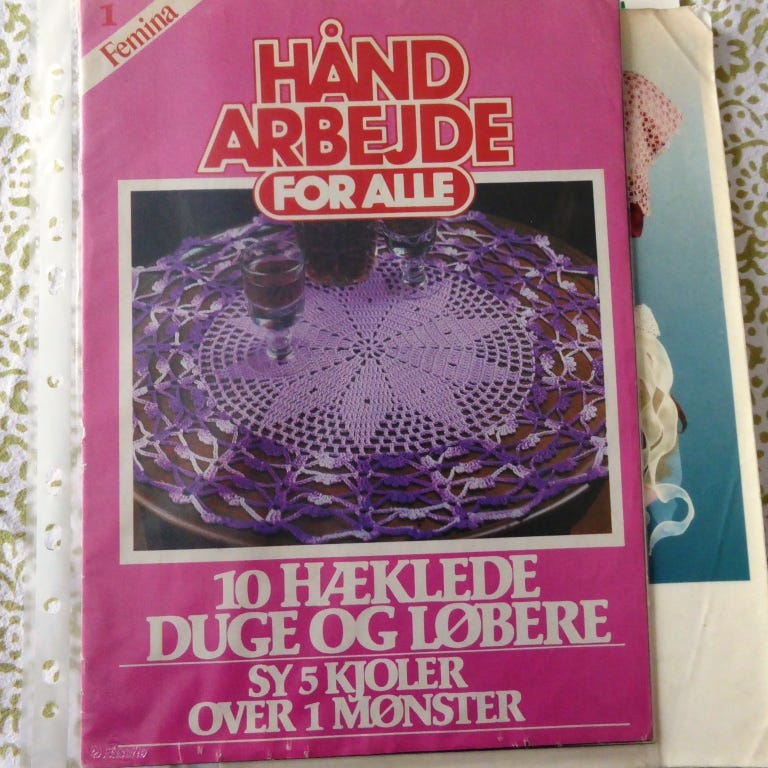 1
Femina
HÅND
ARBEJDE
FOR ALLE
10 HÆKLEDE
DUGE OG LØBERE
SY 5 KJOLER
OVER 1 MØNSTER